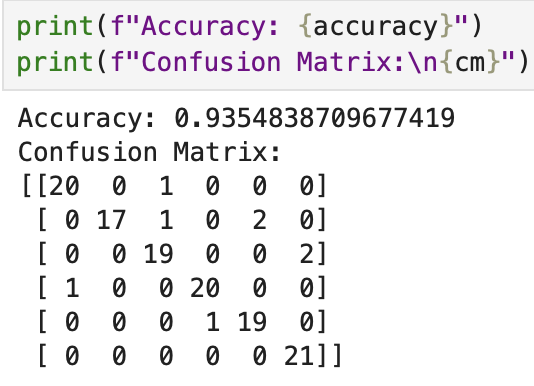 print(f"Accuracy: {accuracy}")
print(f"Confusion Matrix:\n{cm}")
Accuracy: 0.9354838709677419
Confusion Matrix:
[[20  0  1  0  0  0]
 [ 0 17  1  0  2  0]
 [ 0  0 19  0  0  2]
 [ 1  0  0 20  0  0]
 [ 0  0  0  1 19  0]
 [ 0  0  0  0  0 21]]